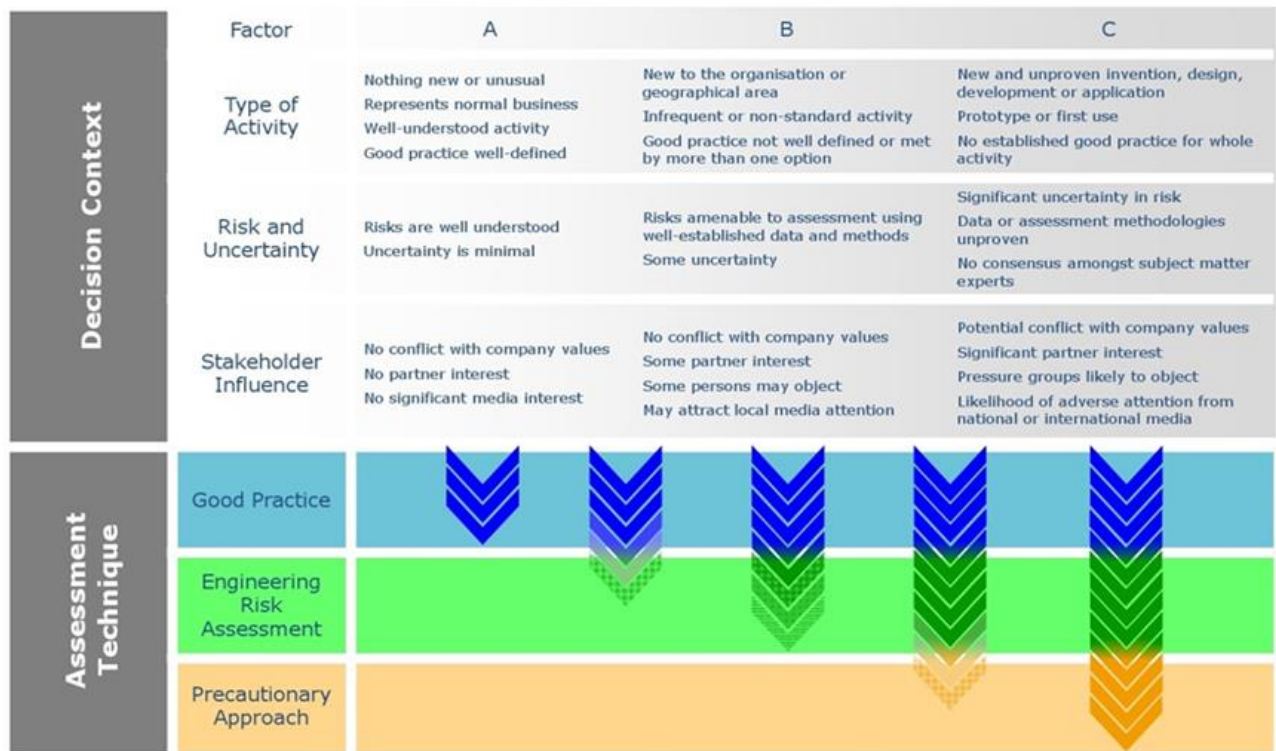 Decision Context
Factor
A
B
C
Type of
Activity
Nothing new or unusual
Represents normal business
Well-understood activity
Good practice well-defined
New to the organisation or
geographical area
Infrequent or non-standard activity
Good practice not well defined or met
by more than one option
New and unproven invention, design,
development or application
Prototype or first use
No established good practice for whole
activity
Risk and
Uncertainty
Risks are well understood
Uncertainty is minimal
Risks amenable to assessment using
well-established data and methods
Some uncertainty
Significant uncertainty in risk
Data or assessment methodologies
unproven
No consensus amongst subject matter
experts
Stakeholder
Influence
No conflict with company values
No partner interest
No significant media interest
No conflict with company values
Some partner interest
Some persons may object
May attract local media attention
Potential conflict with company values
Significant partner interest
Pressure groups likely to object
Likelihood of adverse attention from
national or international media
Assessment
Technique
Good Practice
Engineering
Risk
Assessment
Precautionary
Approach